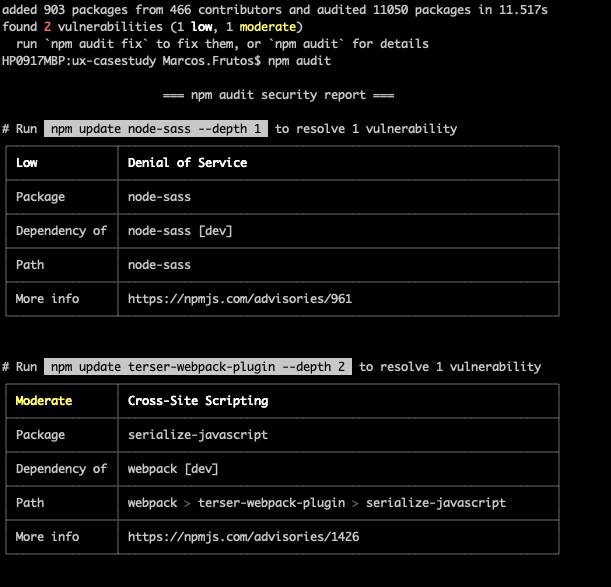 added 903 packages from 466 contributors and audited 11050 packages in 11.517s
found 2 vulnerabilities (1 low, 1 moderate)
  run `npm audit fix` to fix them, or `npm audit` for details
HP0917MBP:ux-casestudy Marcos.Frutos$ npm audit
=== npm audit security report ===
# Run  npm update node-sass --depth 1  to resolve 1 vulnerability
Low Denial of Service
Package node-sass
Dependency of node-sass [dev]
Path node-sass
More info https://npmjs.com/advisories/961
# Run  npm update terser-webpack-plugin --depth 2  to resolve 1 vulnerability
Moderate Cross-Site Scripting
Package serialize-javascript
Dependency of webpack [dev]
Path webpack > terser-webpack-plugin > serialize-javascript
More info https://npmjs.com/advisories/1426